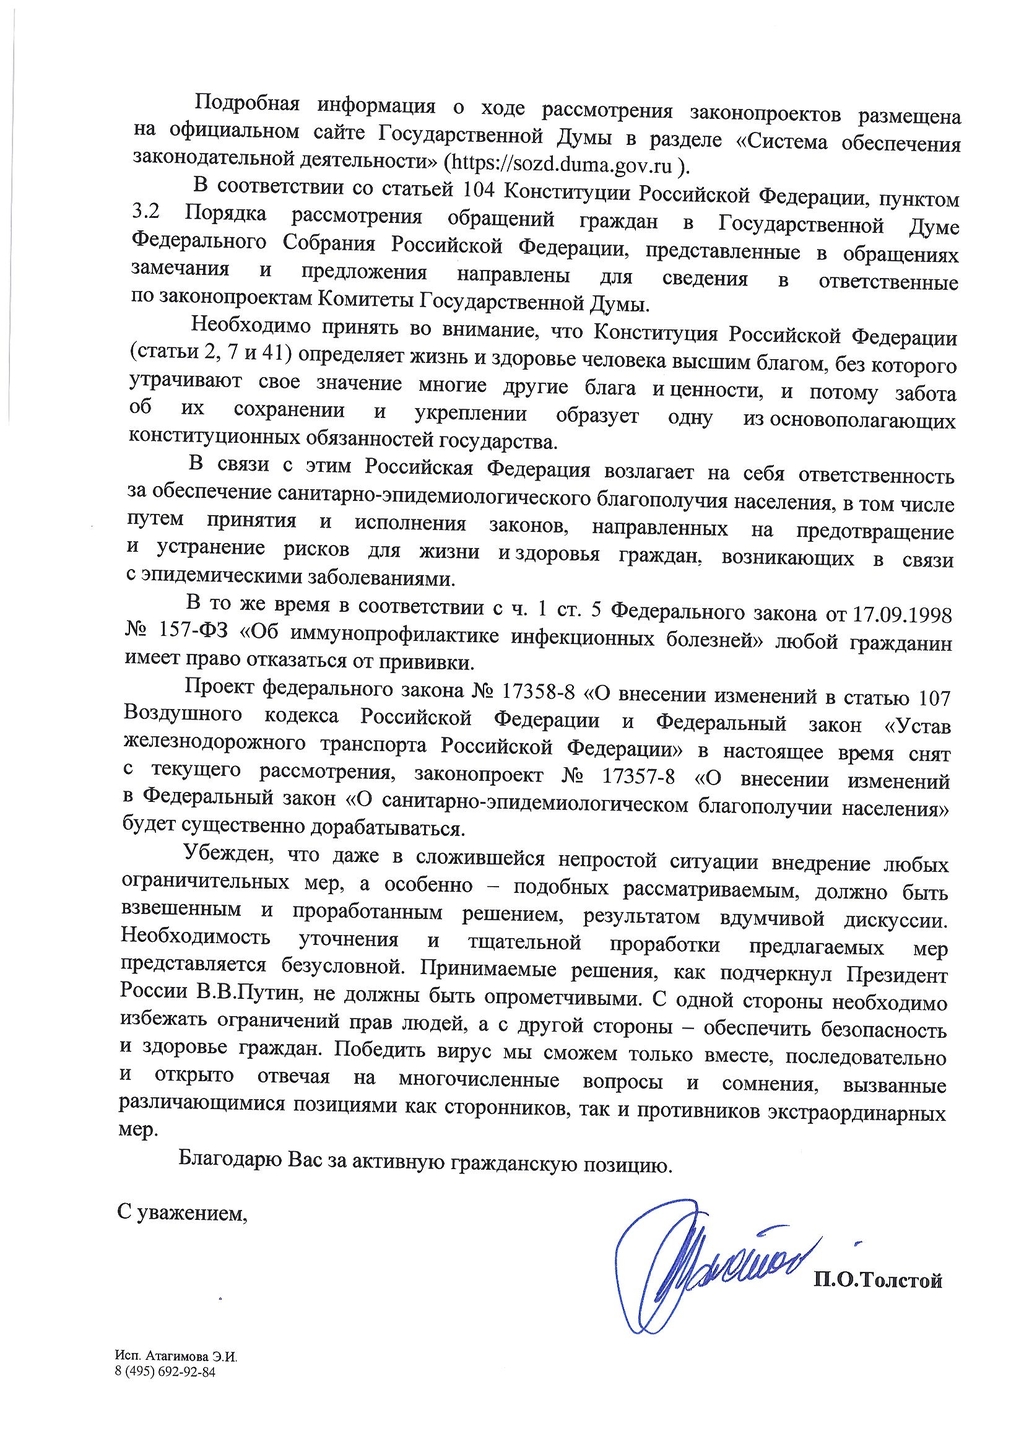 Подробная информация о ходе рассмотрения законопроектов размещена
на официальном сайте Государственной Думы в разделе «Система обеспечения
законодательной деятельности» (https://sozd.duma.gov.ru ).
В соответствии со статьей 104 Конституции Российской Федерации, пунктом
3.2 Порядка рассмотрения обращений граждан в Государственной Думе
Федерального Собрания Российской Федерации, представленные в обращениях
замечания и предложения направлены для сведения в ответственные
по законопроектам Комитеты Государственной Думы.
Необходимо принять во внимание, что Конституция Российской Федерации
(статьи 2, 7 и 41) определяет жизнь и здоровье человека высшим благом, без которого
утрачивают свое значение многие другие блага и ценности, и потому забота
об их сохранении и укреплении образует одну из основополагающих
конституционных обязанностей государства.
В связи с этим Российская Федерация возлагает на себя ответственность
за обеспечение санитарно-эпидемиологического благополучия населения, в том числе
путем принятия и исполнения законов, направленных на предотвращение
и устранение рисков для жизни и здоровья граждан, возникающих в связи
с эпидемическими заболеваниями.
В то же время в соответствии с ч. 1 ст. 5 Федерального закона от 17.09.1998
№ 157-ФЗ «Об иммунопрофилактике инфекционных болезней» любой гражданин
имеет право отказаться от прививки.
Проект федерального закона № 17358-8 «О внесении изменений в статью 107
Воздушного кодекса Российской Федерации и Федеральный закон «Устав
железнодорожного транспорта Российской Федерации» в настоящее время снят
с текущего рассмотрения, законопроект № 17357-8 «О внесении изменений
в Федеральный закон «О санитарно-эпидемиологическом благополучии населения»
будет существенно дорабатываться.
Убежден, что даже в сложившейся непростой ситуации внедрение любых
ограничительных мер, а особенно – подобных рассматриваемым, должно быть
взвешенным и проработанным решением, результатом вдумчивой дискуссии.
Необходимость уточнения и тщательной проработки предлагаемых мер
представляется безусловной. Принимаемые решения, как подчеркнул Президент
России В.В.Путин, не должны быть опрометчивыми. С одной стороны необходимо
избежать ограничений прав людей, а с другой стороны – обеспечить безопасность
и здоровье граждан. Победить вирус мы сможем только вместе, последовательно
и открыто отвечая на многочисленные вопросы и сомнения, вызванные
различающимися позициями как сторонников, так и противников экстраординарных
мер.
Благодарю Вас за активную гражданскую позицию.
С уважением,
П.О.Толстой
Исп. Атагимова Э.И.
8 (495) 692-92-84